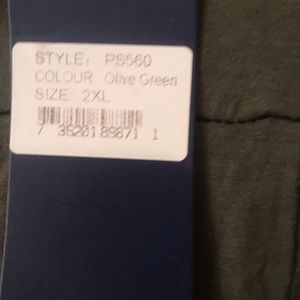 STYLE: PS560
COLOUR: Olive Green
SIZE: 2XL
7 35201 89871 1